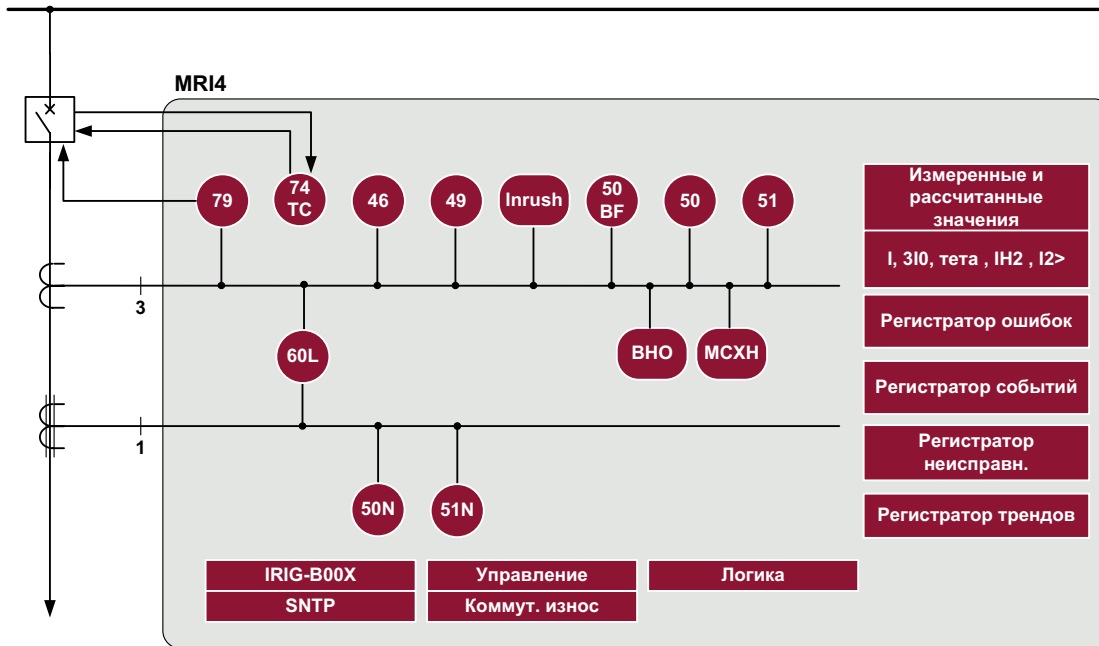 MRI4
79
74
TC
46
49
Inrush
50
BF
50
51
Измеренные и
рассчитанные
значения
I, 3I0, тета , IH2 , I2>
3
Регистратор ошибок
60L
ВНО
МСХН
Регистратор событий
1
Регистратор
неисправн.
50N
51N
Регистратор трендов
IRIG-B00X
Управление
Логика
SNTP
Коммут. износ